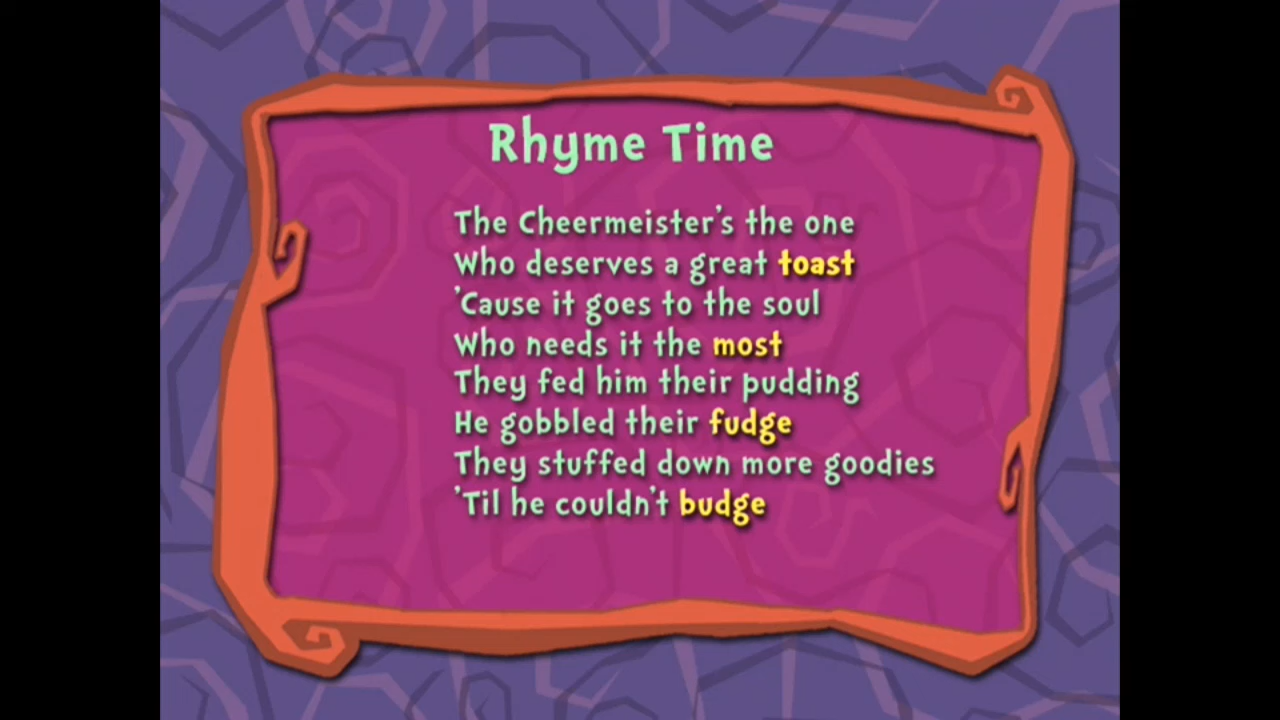 Rhyme Time
The Cheermeister's the one
Who deserves a great toast
'Cause it goes to the soul
Who needs it the most
They fed him their pudding
He gobbled their fudge
They stuffed down more goodies
'Til he couldn't budge